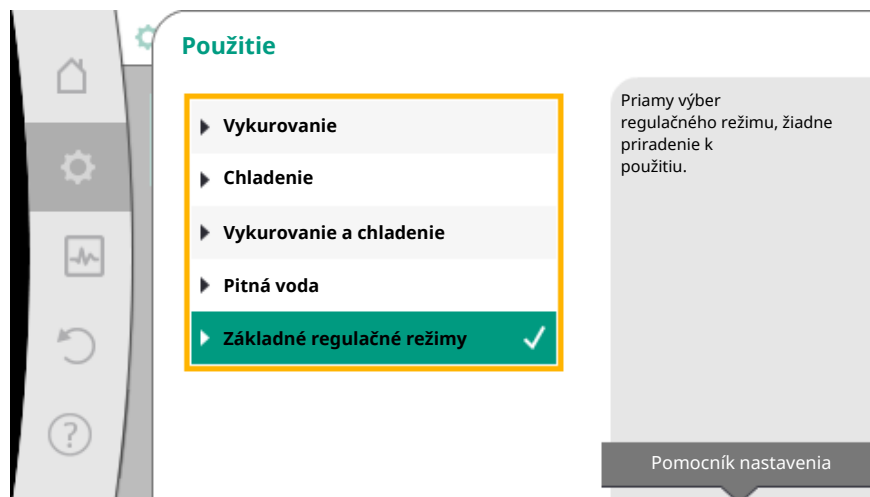 Použitie
Vykurovanie
Chladenie
Vykurovanie a chladenie
Pitná voda
Základné regulačné režimy
Priamy výber
regulačného režimu, žiadne
priradenie k
použitiu.
Pomocník nastavenia